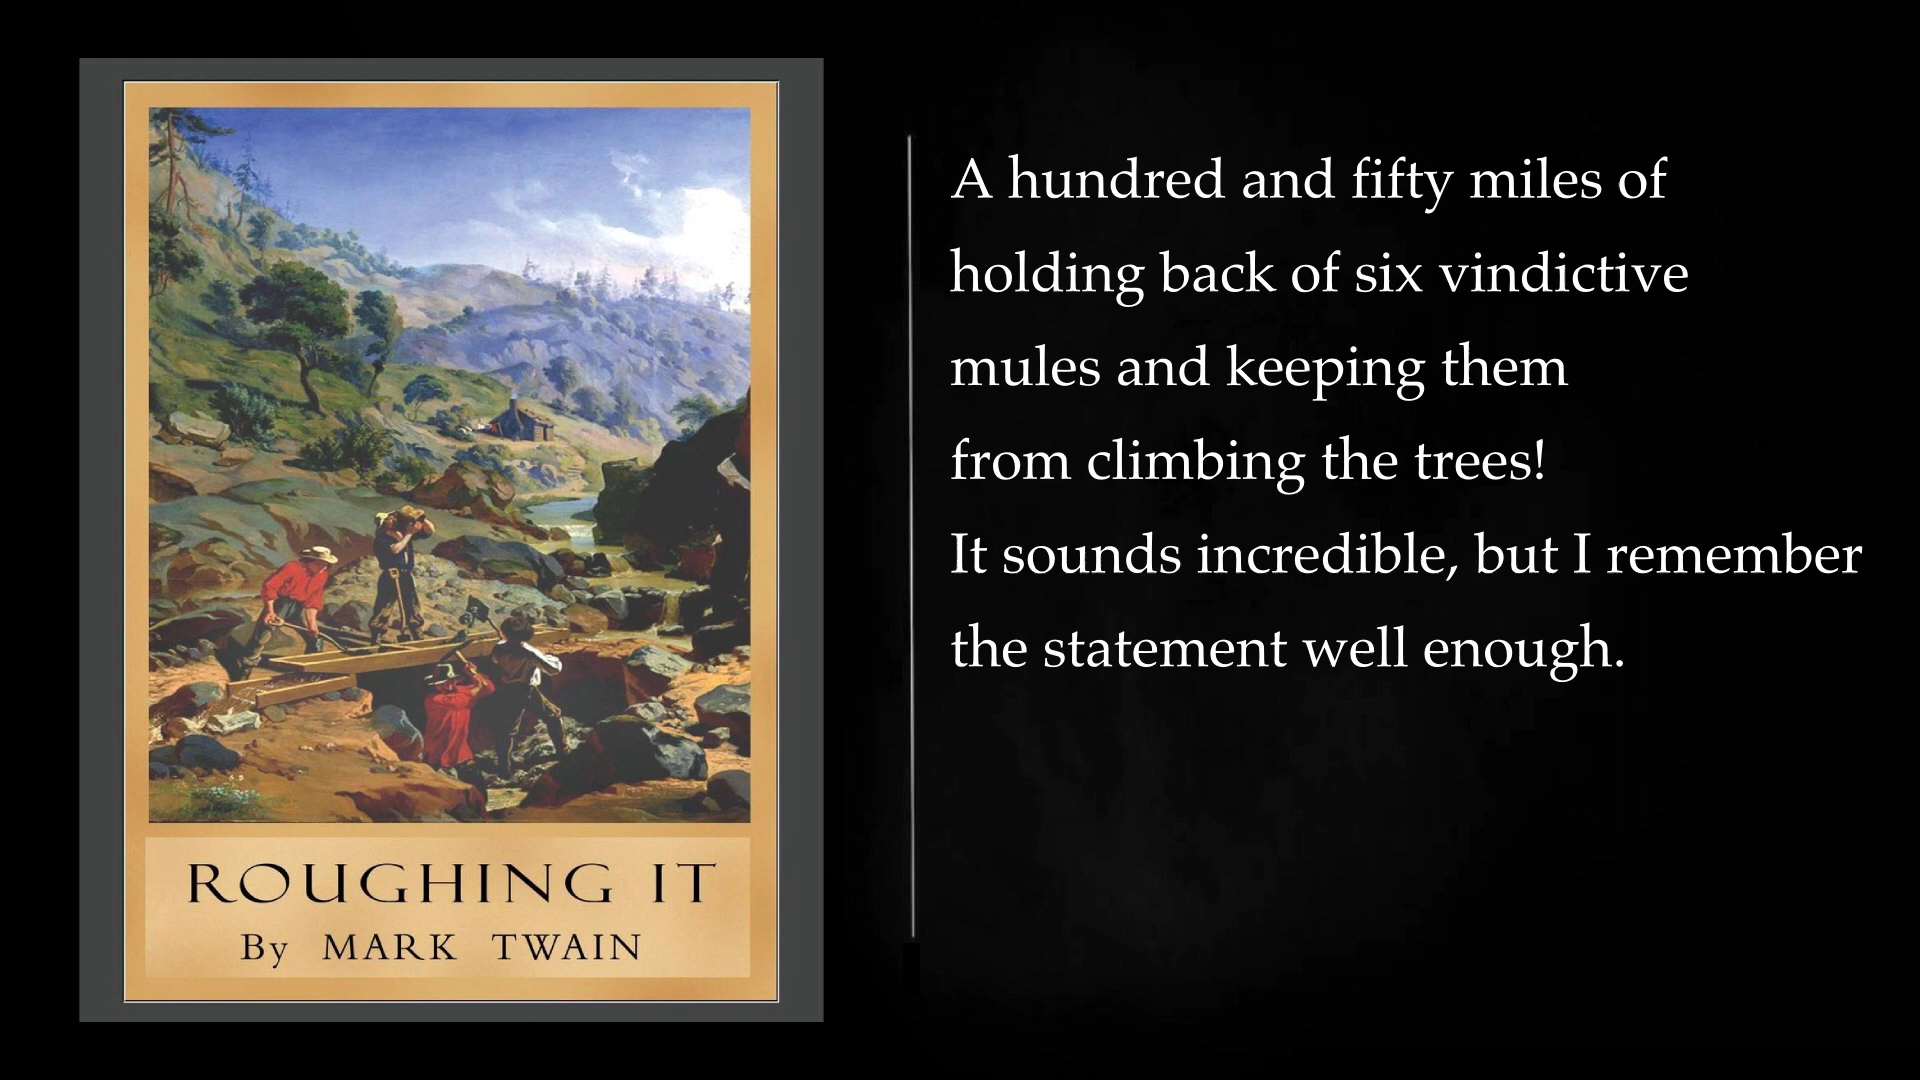 ROUGHING IT
By MARK TWAIN
A hundred and fifty miles of
holding back of six vindictive
mules and keeping them
from climbing the trees!
It sounds incredible, but I remember
the statement well enough.